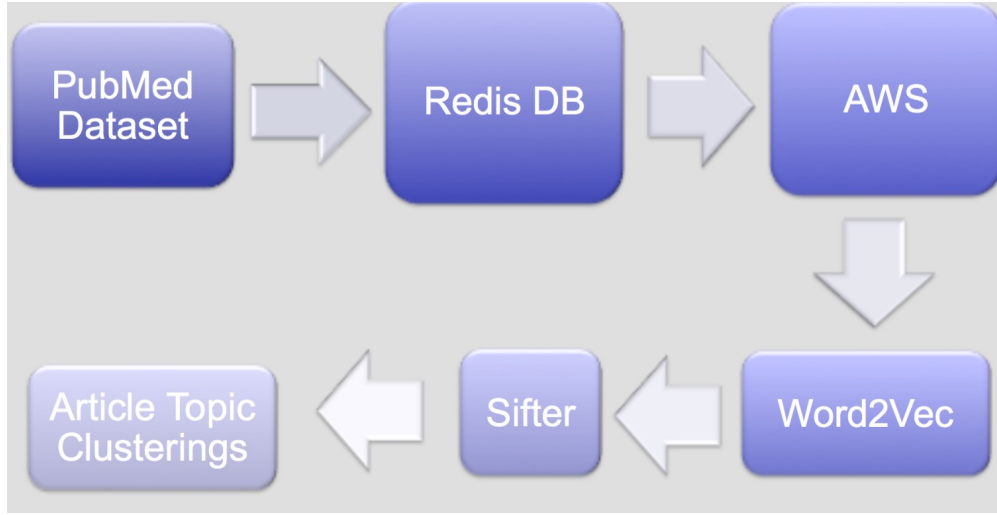 PubMed
Dataset
Redis DB
AWS
Word2Vec
Sifter
Article Topic
Clusterings